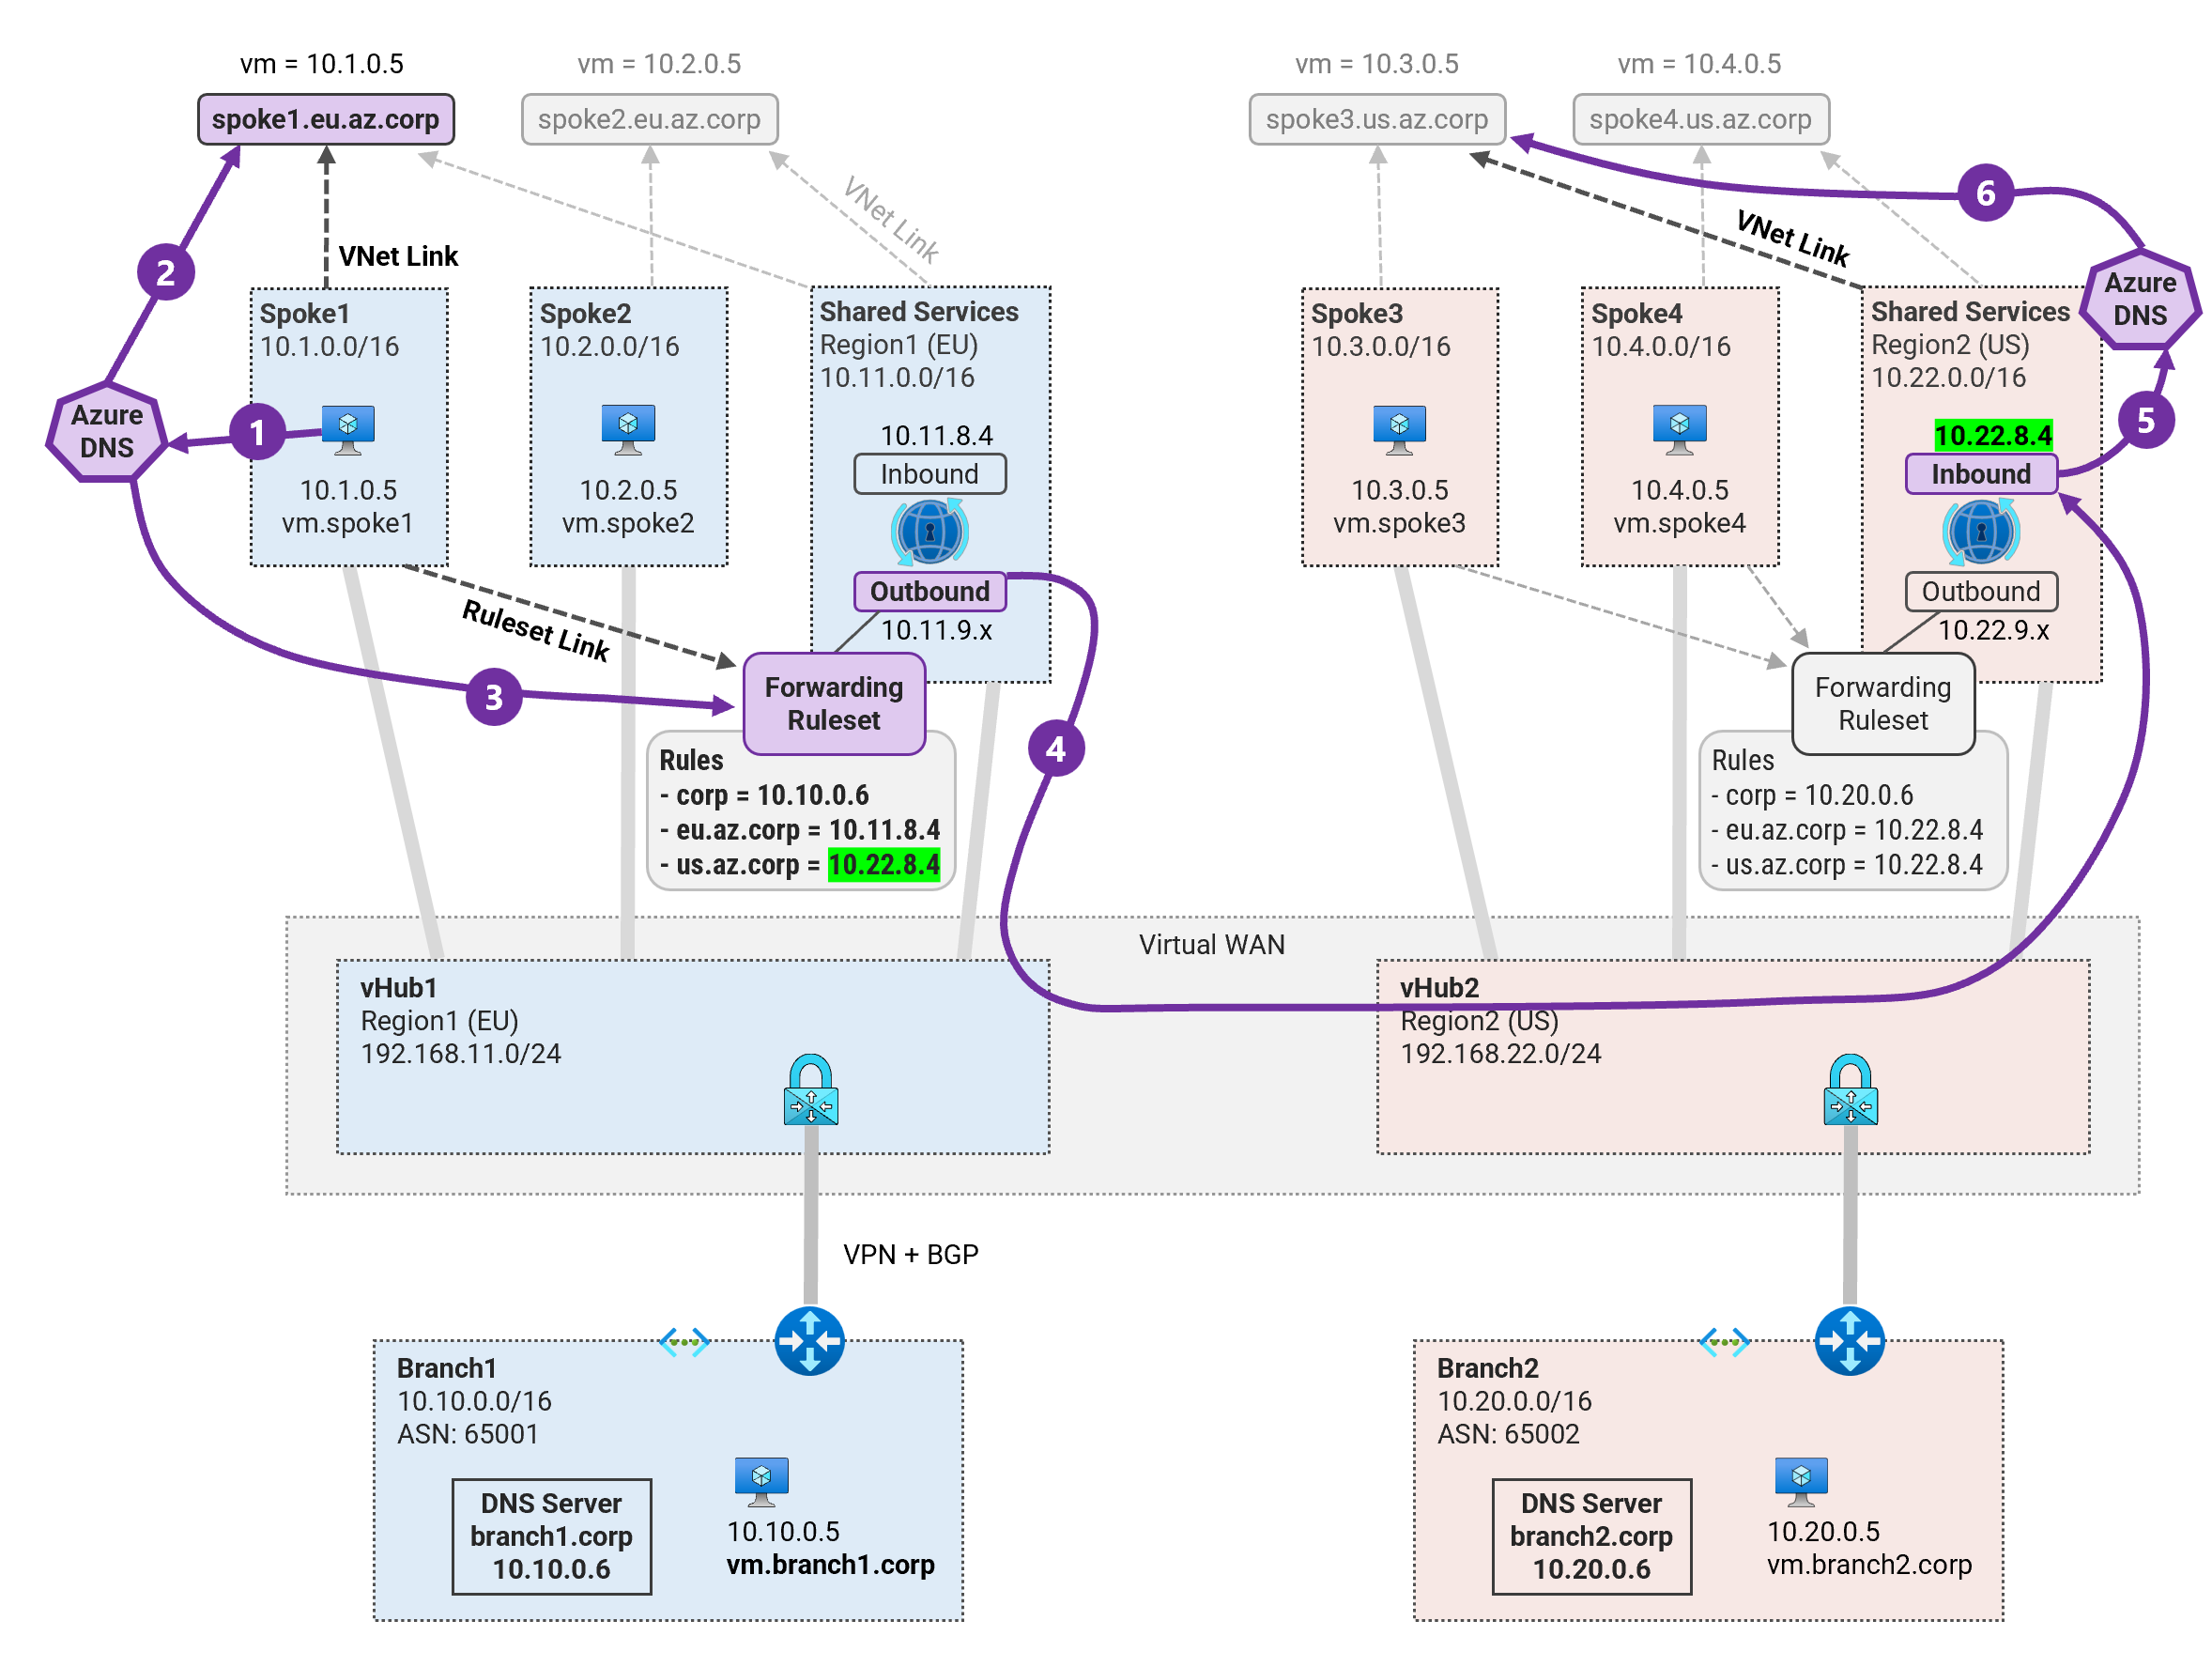 vm = 10.1.0.5
vm = 10.2.0.5
vm = 10.3.0.5
vm = 10.4.0.5
spoke1.eu.az.corp
spoke2.eu.az.corp
spoke3.us.az.corp
spoke4.us.az.corp
VNet Link
VNet Link
VNet Link
1
2
3
4
5
6
Azure
DNS
Azure
DNS
Spoke1
10.1.0.0/16
10.1.0.5
vm.spoke1
Spoke2
10.2.0.0/16
10.2.0.5
vm.spoke2
Shared Services
Region1 (EU)
10.11.0.0/16
10.11.8.4
Inbound
Outbound
10.11.9.x
Spoke3
10.3.0.0/16
10.3.0.5
vm.spoke3
Spoke4
10.4.0.0/16
10.4.0.5
vm.spoke4
Shared Services
Region2 (US)
10.22.0.0/16
10.22.8.4
Inbound
Outbound
10.22.9.x
Ruleset Link
Forwarding
Ruleset
Rules
- corp = 10.10.0.6
- eu.az.corp = 10.11.8.4
- us.az.corp = 10.22.8.4
Forwarding
Ruleset
Rules
- corp = 10.20.0.6
- eu.az.corp = 10.22.8.4
- us.az.corp = 10.22.8.4
Virtual WAN
vHub1
Region1 (EU)
192.168.11.0/24
vHub2
Region2 (US)
192.168.22.0/24
VPN + BGP
Branch1
10.10.0.0/16
ASN: 65001
DNS Server
branch1.corp
10.10.0.6
10.10.0.5
vm.branch1.corp
Branch2
10.20.0.0/16
ASN: 65002
DNS Server
branch2.corp
10.20.0.6
10.20.0.5
vm.branch2.corp